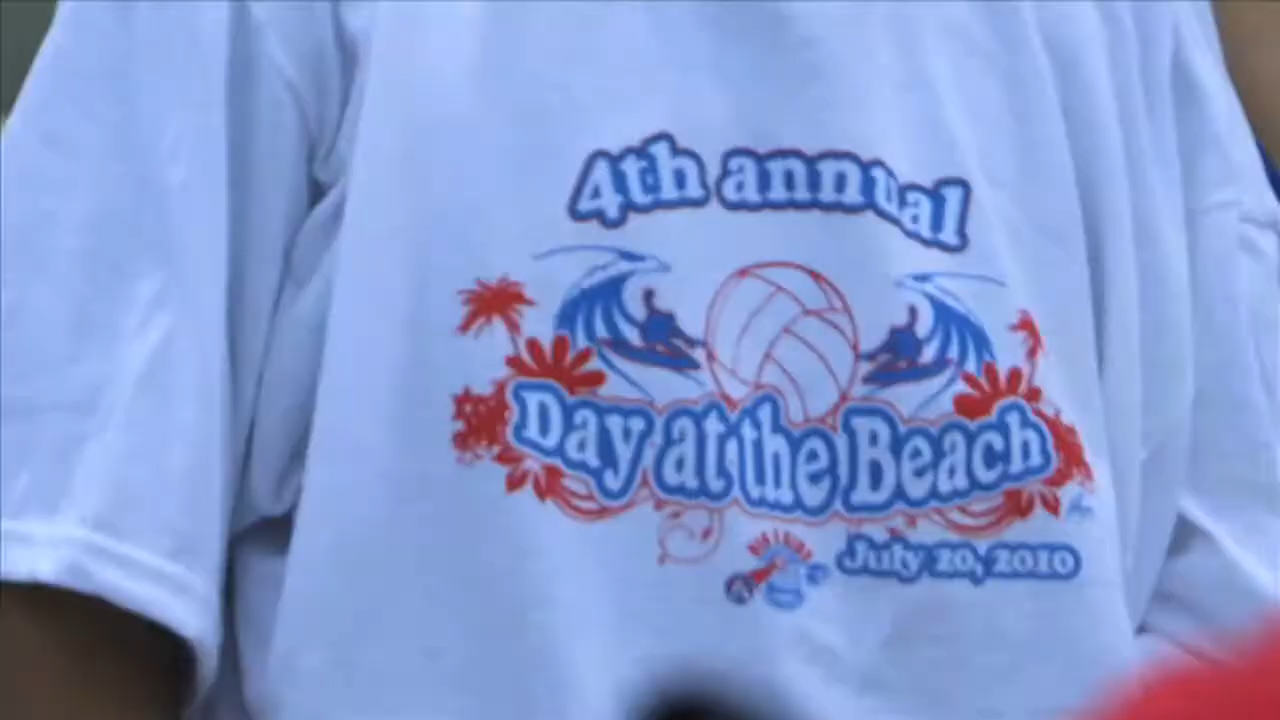 4th annual
Day at the Beach
July 20, 2010